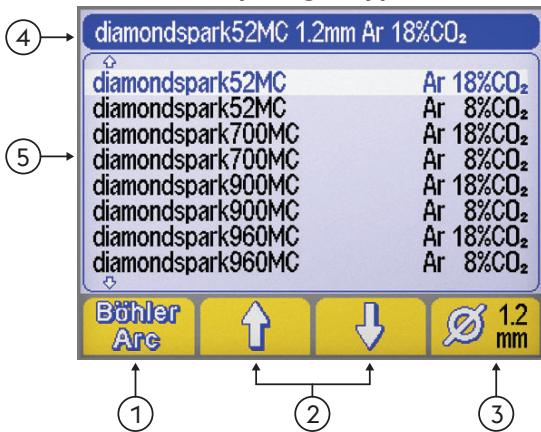 ④ diamondspark52MC 1.2mm Ar 18%CO₂
diamondspark52MC Ar 18%CO₂
diamondspark52MC Ar 8%CO₂
diamondspark700MC Ar 18%CO₂
⑤ diamondspark700MC Ar 8%CO₂
diamondspark900MC Ar 18%CO₂
diamondspark900MC Ar 8%CO₂
diamondspark960MC Ar 18%CO₂
diamondspark960MC Ar 8%CO₂
Böhler
Arc
Ø 1.2
mm
① ② ③